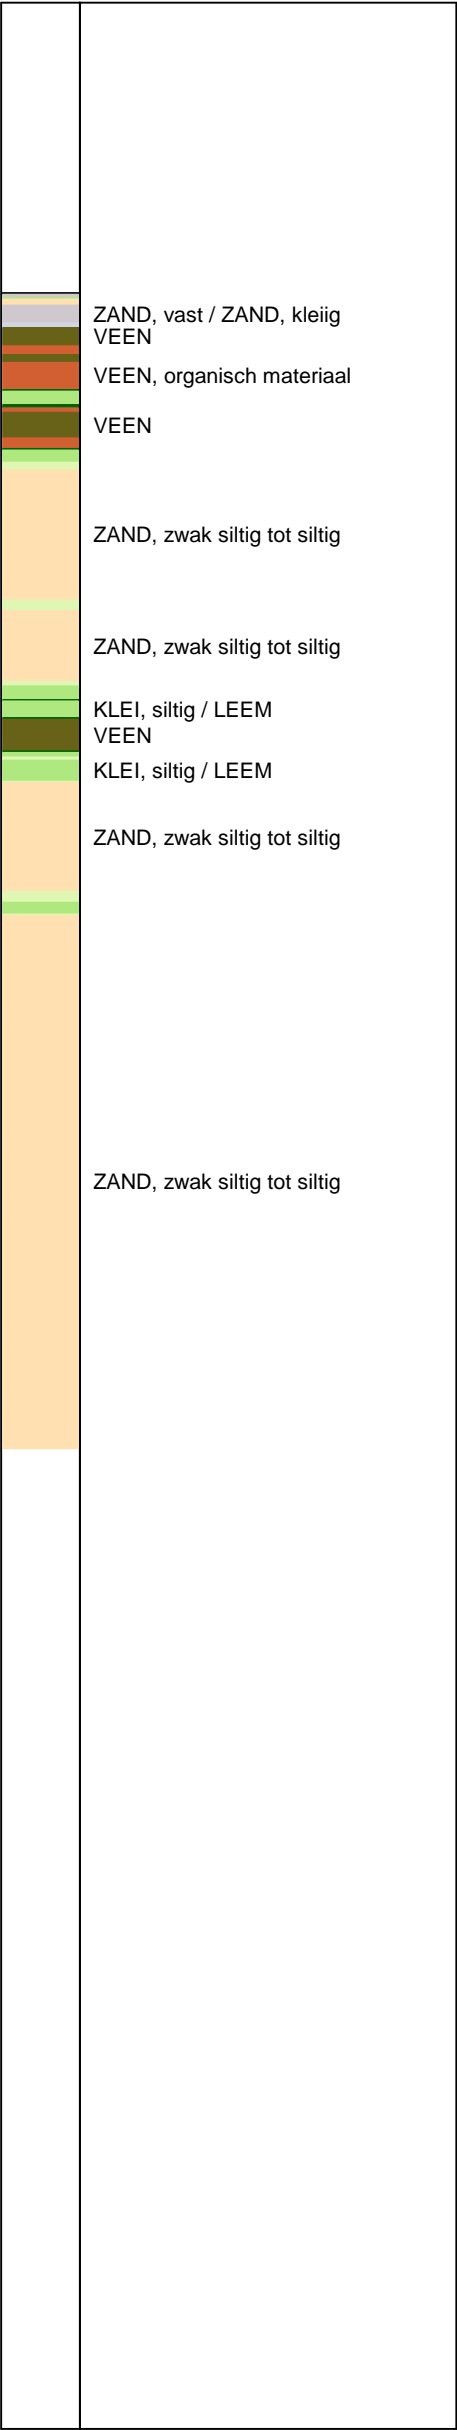 ZAND, vast / ZAND, kleiig
VEEN
VEEN, organisch materiaal
VEEN
ZAND, zwak siltig tot siltig
ZAND, zwak siltig tot siltig
KLEI, siltig / LEEM
VEEN
KLEI, siltig / LEEM
ZAND, zwak siltig tot siltig
ZAND, zwak siltig tot siltig